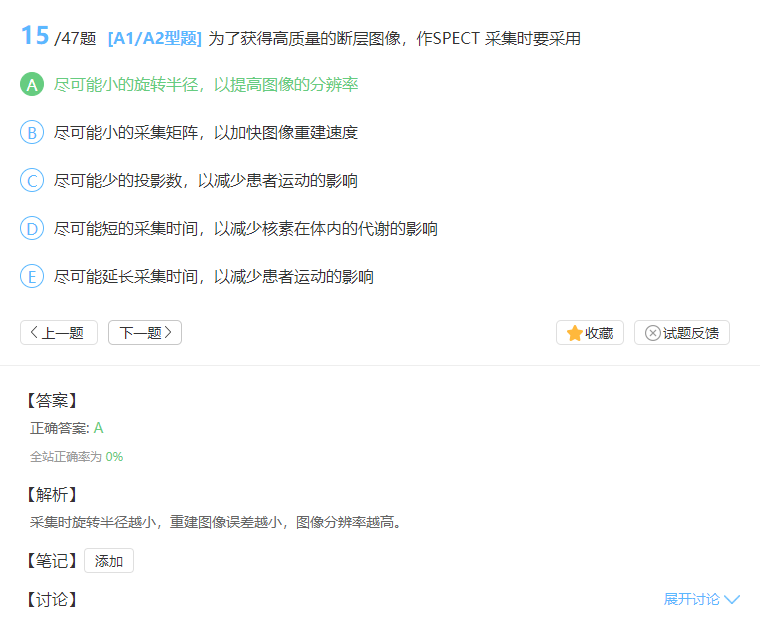 15 /47题 [A1/A2型题] 为了获得高质量的断层图像，作SPECT 采集时要采用
A 尽可能小的旋转半径，以提高图像的分辨率
B 尽可能小的采集矩阵，以加快图像重建速度
C 尽可能少的投影数，以减少患者运动的影响
D 尽可能短的采集时间，以减少核素在体内的代谢的影响
E 尽可能延长采集时间，以减少患者运动的影响
上一题 下一题 收藏 试题反馈
【答案】
正确答案: A
全站正确率为 0%
【解析】
采集时旋转半径越小，重建图像误差越小，图像分辨率越高。
【笔记】 添加
【讨论】 展开讨论